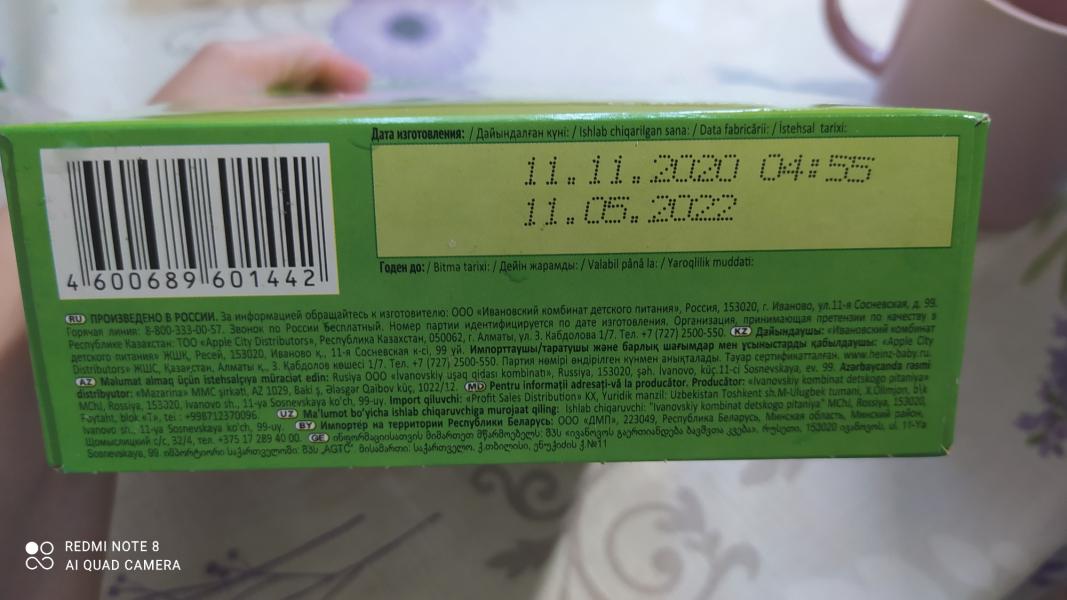 Дата изготовления: / Дайындалған күні: / Ishlab chiqarilgan sana: / Data fabricării: / İstehsal tarixi:
11.11.2020 04:55
11.05.2022
4 600689 601442
Годен до: / Bitmə tarixi: / Дейін жарамды: / Valabil până la: / Yaroqlilik muddati:
RU ПРОИЗВЕДЕНО В РОССИИ. За информацией обращайтесь к изготовителю: ООО «Ивановский комбинат детского питания», Россия, 153020, г. Иваново, ул.11-я Сосневская, д. 99.
Горячая линия: 8-800-333-00-57. Звонок по России бесплатный. Номер партии идентифицируется по дате изготовления. Организация, принимающая претензии по качеству в
Республике Казахстан: ТОО «Apple City Distributors», Республика Казахстан, 050062, г. Алматы, ул. 3. Кабдолова 1/7. Тел. +7 (727) 2500-550. KZ Дайындаушы: «Ивановский комбинат
детского питания» ЖШҚ, Ресей, 153020, Иваново қ., 11-я Сосневская к-сі, 99 үй. Импорттаушы/таратушы және барлық шағымдар мен ұсыныстарды қабылдаушы: «Apple City
Distributors» ЖШҚ, Қазақстан, Алматы қ., 3. Қабдолов көшесі 1/7, Тел. +7 (727) 2500-550. Партия нөмірі өндірілген күнмен анықталады. Тауар сертификатталған. www.heinz-baby.ru.
AZ Malumat almaq üçün istehsalçıya müraciət edin: Rusiya OOO «Ivanovskiy uşaq qidası kombinatı», Russia, 153020, şəh. İvanovo, küç.11-ci Sosnevskaya, ev. 99. Azərbaycanda rəsmi
distribyutor: «Mazarina» MMC şirkəti, AZ 1029, Bakı ş, Ələsgər Qaibov küç, 1022/12. MD Pentru informații adresați-vă la producător. Producător: «Ivanovskiy kombinat detskogo pitaniya»
MChJ, Rossiya, 153020, Ivanovo sh., 11-ya Sosnevskaya ko'ch, 99-uy. Import qiluvchi: «Profit Sales Distribution» KX, Yuridik manzil: Uzbekistan Toshkent sh.M-Ulugbek tumani,
tel.: +998712370096. UZ Ma'lumot bo'yicha ishlab chiqaruvchiga murojaat qiling: Ishlab chiqaruvchi: "Ivanovskiy kombinat detskogo pitaniya" MChJ, Rossiya, 153020,
Ivanovo sh., 11-ya Sosnevskaya ko'ch, 99-uy. BY Импортёр на территории Республики Беларусь: ООО «ДМП», 223049, Республика Беларусь, Минская область, Минский район,
Щомыслицкий с/с, 32/4, тел. +375 17 289 40 00. GE
Sosnevskaya, 99.
REDMI NOTE 8
AI QUAD CAMERA